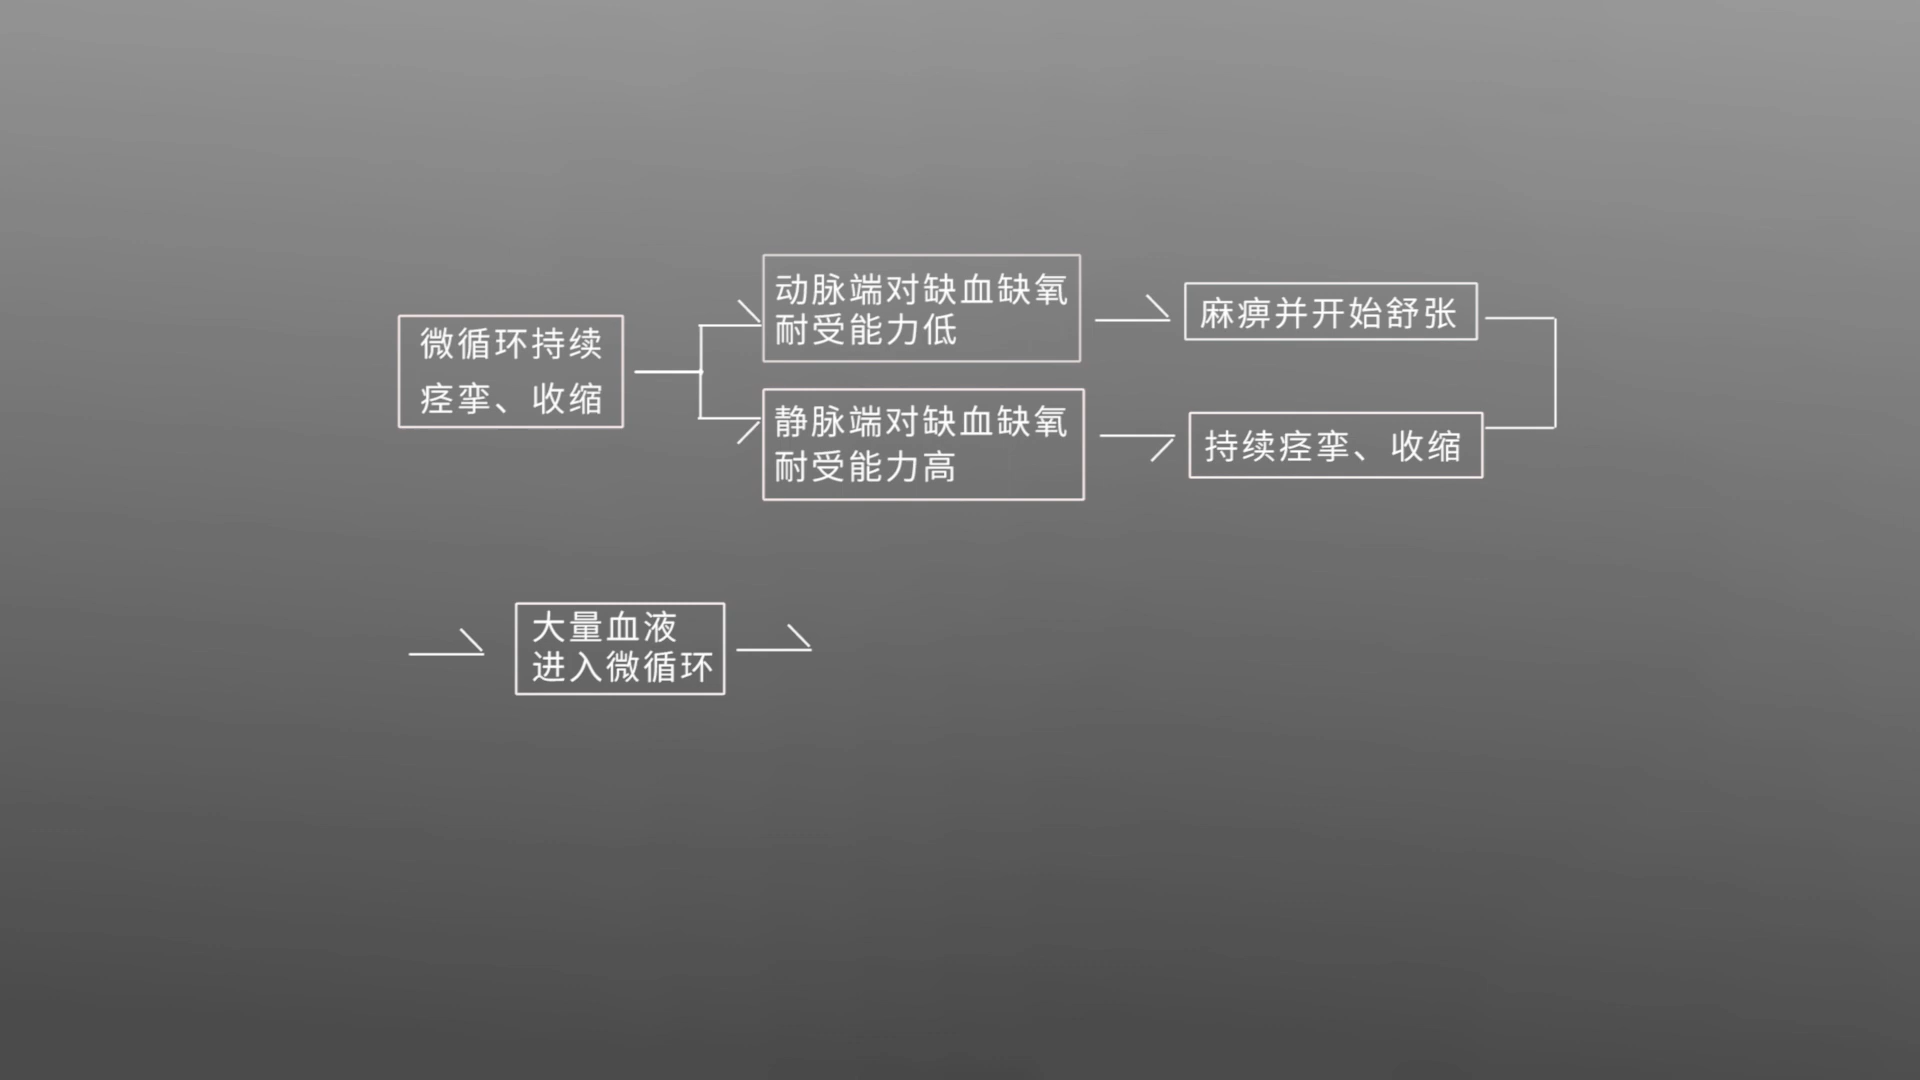 微循环持续
痉挛、收缩
动脉端对缺血缺氧
耐受能力低
麻痹并开始舒张
静脉端对缺血缺氧
耐受能力高
持续痉挛、收缩
大量血液
进入微循环